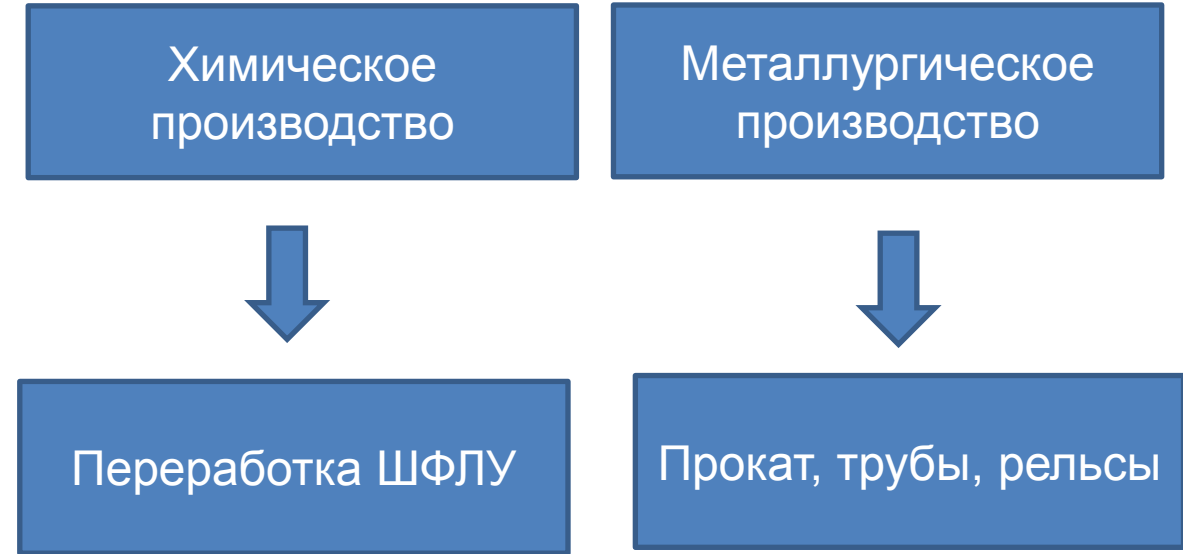 Химическое
производство
Металлургическое
производство
Переработка ШФЛУ
Прокат, трубы, рельсы